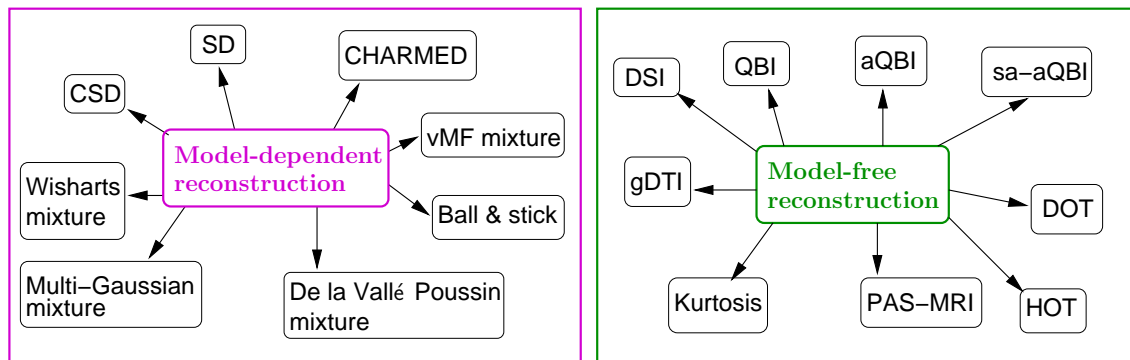 SD
CHARMED
CSD
vMF mixture
Model-dependent
reconstruction
Wisharts
mixture
Ball & stick
Multi−Gaussian
mixture
De la Vallé Poussin
mixture
DSI
QBI
aQBI
sa−aQBI
gDTI
Model-free
reconstruction
DOT
Kurtosis
PAS−MRI
HOT